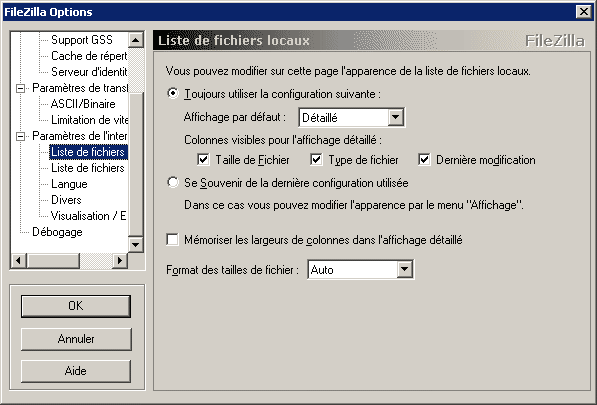 FileZilla Options
Support GSS
Cache de répert
Serveur d'identit
Paramètres de transf
ASCII/Binaire
Limitation de vite
Paramètres de l'inter
Liste de fichiers
Liste de fichiers
Langue
Divers
Visualisation / E
Débogage
OK
Annuler
Aide
Liste de fichiers locaux
FileZilla
Vous pouvez modifier sur cette page l'apparence de la liste de fichiers locaux.
Toujours utiliser la configuration suivante :
Affichage par défaut : Détaillé
Colonnes visibles pour l'affichage détaillé :
Taille de Fichier Type de fichier Dernière modification
Se Souvenir de la dernière configuration utilisée
Dans ce cas vous pouvez modifier l'apparence par le menu "Affichage".
Mémoriser les largeurs de colonnes dans l'affichage détaillé
Format des tailles de fichier : Auto